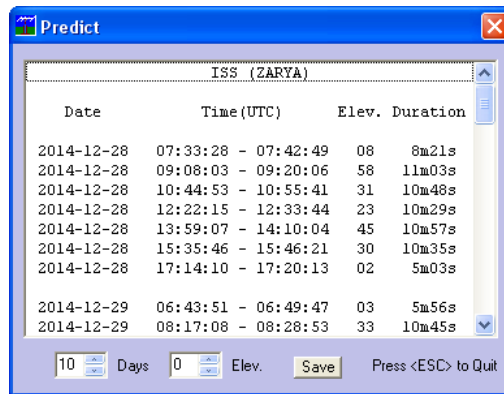 Predict
ISS (ZARYA)
Date Time(UTC) Elev. Duration
2014-12-28 07:33:28 - 07:42:49 08 8m21s
2014-12-28 09:08:03 - 09:20:06 58 11m03s
2014-12-28 10:44:53 - 10:55:41 31 10m48s
2014-12-28 12:22:15 - 12:33:44 23 10m29s
2014-12-28 13:59:07 - 14:10:04 45 10m57s
2014-12-28 15:35:46 - 15:46:21 30 10m35s
2014-12-28 17:14:10 - 17:20:13 02 5m03s
2014-12-29 06:43:51 - 06:49:47 03 5m56s
2014-12-29 08:17:08 - 08:28:53 33 10m45s
10 Days 0 Elev. Save Press <ESC> to Quit